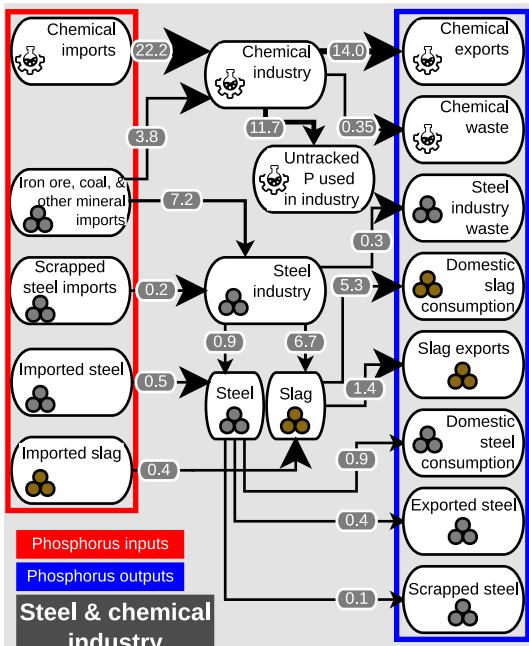 Chemical
imports
22.2
Chemical
industry
14.0
Chemical
exports
3.8
11.7
0.35
Chemical
waste
Untracked
P used
in industry
Iron ore, coal, &
other mineral
imports
7.2
Steel
industry
waste
0.3
Scrapped
steel imports
0.2
Steel
industry
5.3
Domestic
slag
consumption
0.9
6.7
Slag exports
1.4
Imported steel
0.5
Steel
Slag
Domestic
steel
consumption
0.9
Imported slag
0.4
Exported steel
0.4
Scrapped steel
0.1
Phosphorus inputs
Phosphorus outputs
Steel & chemical
industry